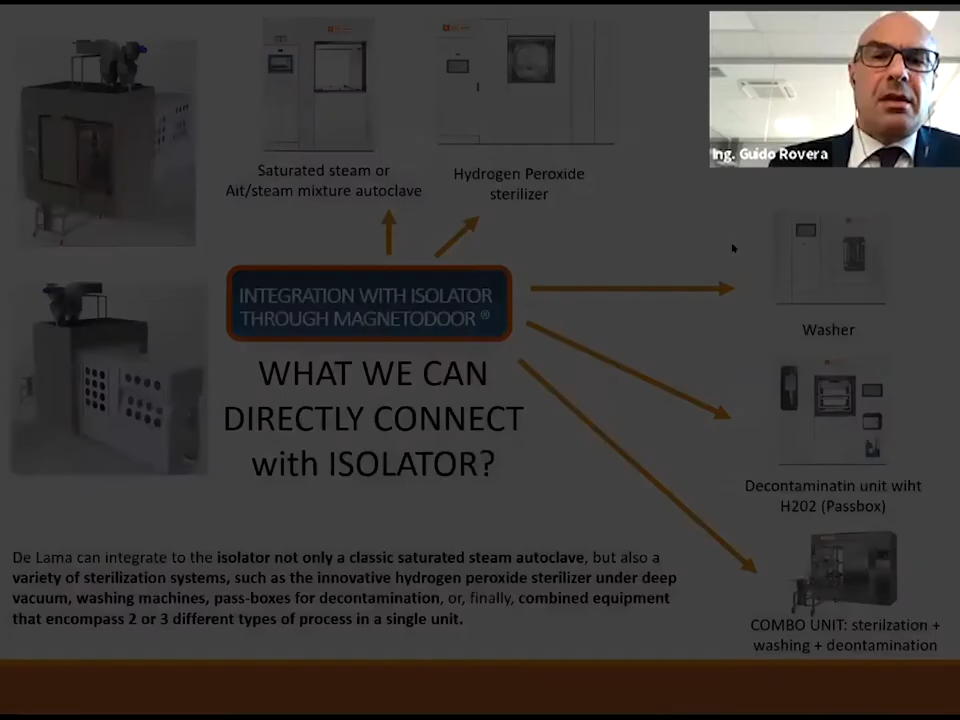 Ing. Guido Rovera
Saturated steam or
Ait/steam mixture autoclave
Hydrogen Peroxide
sterilizer
INTEGRATION WITH ISOLATOR
THROUGH MAGNETODOOR ®
WHAT WE CAN
DIRECTLY CONNECT
with ISOLATOR?
Washer
Decontaminatin unit wiht
H202 (Passbox)
COMBO UNIT: sterilzation +
washing + deontamination
De Lama can integrate to the isolator not only a classic saturated steam autoclave, but also a
variety of sterilization systems, such as the innovative hydrogen peroxide sterilizer under deep
vacuum, washing machines, pass-boxes for decontamination, or, finally, combined equipment
that encompass 2 or 3 different types of process in a single unit.